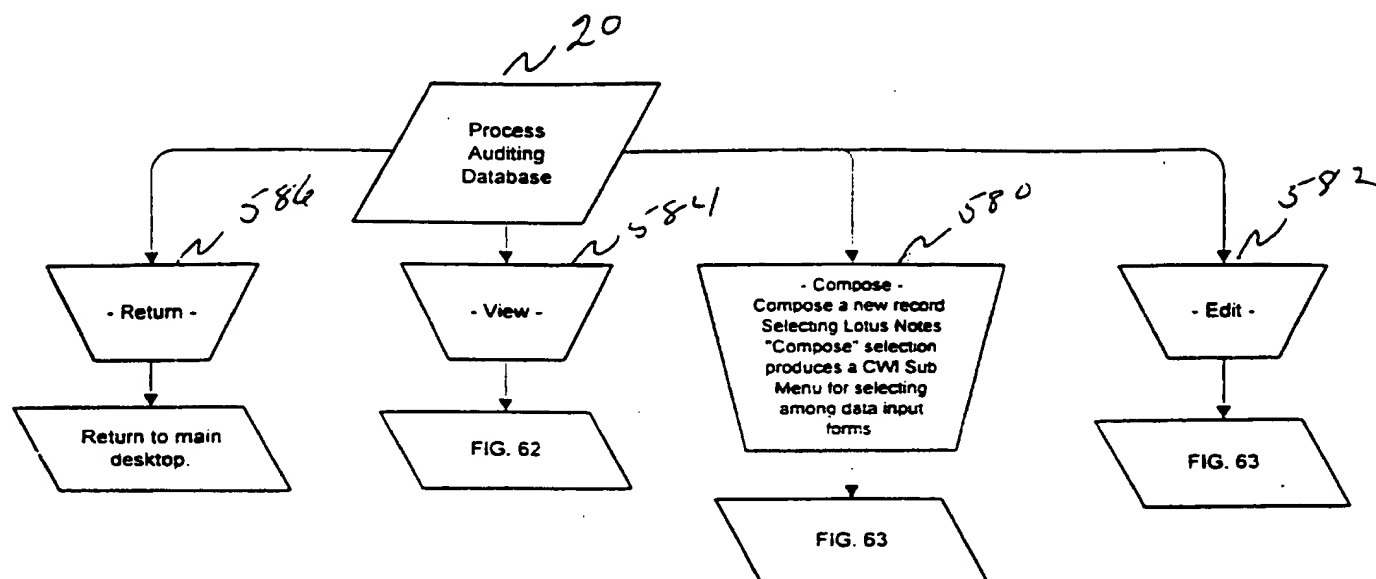 20
Process
Auditing
Database
586
584
580
582
- Return -
- View -
- Compose -
Compose a new record
Selecting Lotus Notes
"Compose" selection
produces a CWI Sub
Menu for selecting
among data input
forms
- Edit -
Return to main
desktop.
FIG. 62
FIG. 63
FIG. 63